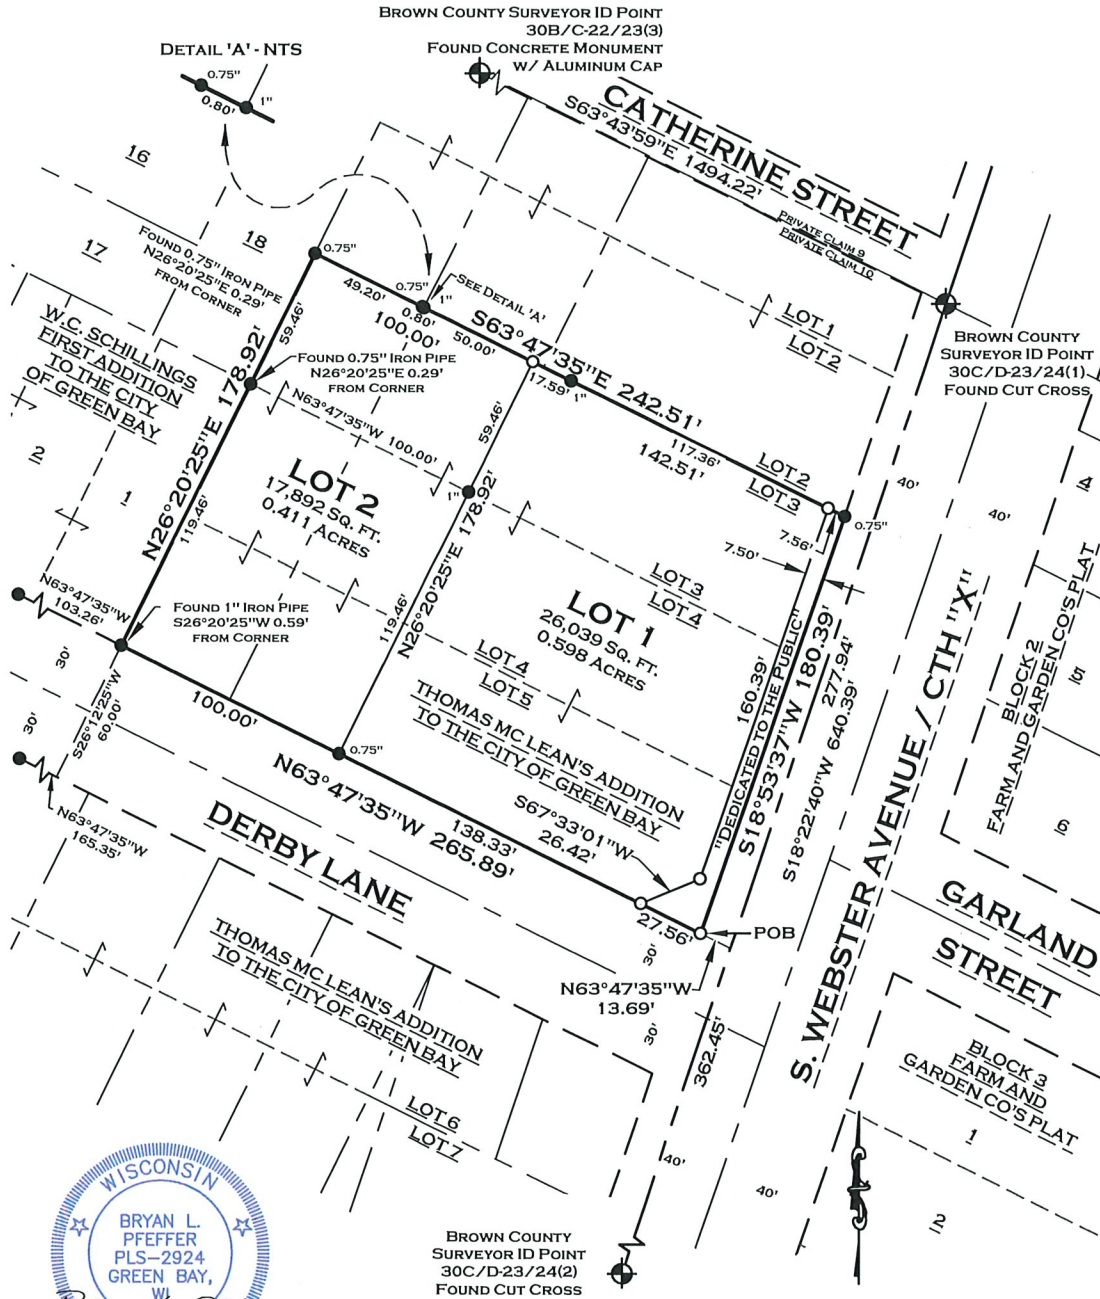 BROWN COUNTY SURVEYOR ID POINT
30B/C-22/23(3)
FOUND CONCRETE MONUMENT
W/ ALUMINUM CAP
DETAIL 'A' - NTS
0.75"
1"
0.80'
CATHERINE STREET
S63°43'59"E 1494.22'
PRIVATE CLAIM 9
PRIVATE CLAIM 10
16
17
18
FOUND 0.75" IRON PIPE
N26°20'25"E 0.29'
FROM CORNER
0.75"
49.20'
0.75"
1"
0.80'
SEE DETAIL 'A'
100.00'
50.00'
S63°47'35"E 242.51'
LOT 1
LOT 2
BROWN COUNTY
SURVEYOR ID POINT
30C/D-23/24(1)
FOUND CUT CROSS
W.C. SCHILLINGS
FIRST ADDITION
TO THE CITY
OF GREEN BAY
2
1
59.46'
N26°20'25"E 178.92'
119.46'
FOUND 0.75" IRON PIPE
N26°20'25"E 0.29'
FROM CORNER
N63°47'35"W 100.00'
17.59'
1"
117.36'
142.51'
LOT 2
LOT 3
59.46'
LOT 2
17,892 SQ. FT.
0.411 ACRES
1"
N26°20'25"E 178.92'
119.46'
7.50'
7.56'
0.75"
40'
40'
4
5
6
BLOCK 2
FARM AND GARDEN CO'S PLAT
LOT 3
LOT 4
LOT 1
26,039 SQ. FT.
0.598 ACRES
N63°47'35"W
103.26'
FOUND 1" IRON PIPE
S26°20'25"W 0.59'
FROM CORNER
30'
30'
S26°12'25"W
60.00'
100.00'
0.75"
LOT 4
LOT 5
THOMAS MC LEAN'S ADDITION
TO THE CITY OF GREEN BAY
160.39'
"DEDICATED TO THE PUBLIC"
S18°53'37"W 180.39'
277.94'
S18°22'40"W 640.39'
S. WEBSTER AVENUE / CTH "X"
S67°33'01"W
26.42'
N63°47'35"W 265.89'
138.33'
27.56'
POB
N63°47'35"W
165.35'
DERBY LANE
GARLAND
STREET
30'
N63°47'35"W
13.69'
30'
362.45'
THOMAS MC LEAN'S ADDITION
TO THE CITY OF GREEN BAY
LOT 6
LOT 7
BLOCK 3
FARM AND
GARDEN CO'S PLAT
1
2
40'
40'
WISCONSIN
BRYAN L.
PFEFFER
PLS-2924
GREEN BAY,
WI
BROWN COUNTY
SURVEYOR ID POINT
30C/D-23/24(2)
FOUND CUT CROSS